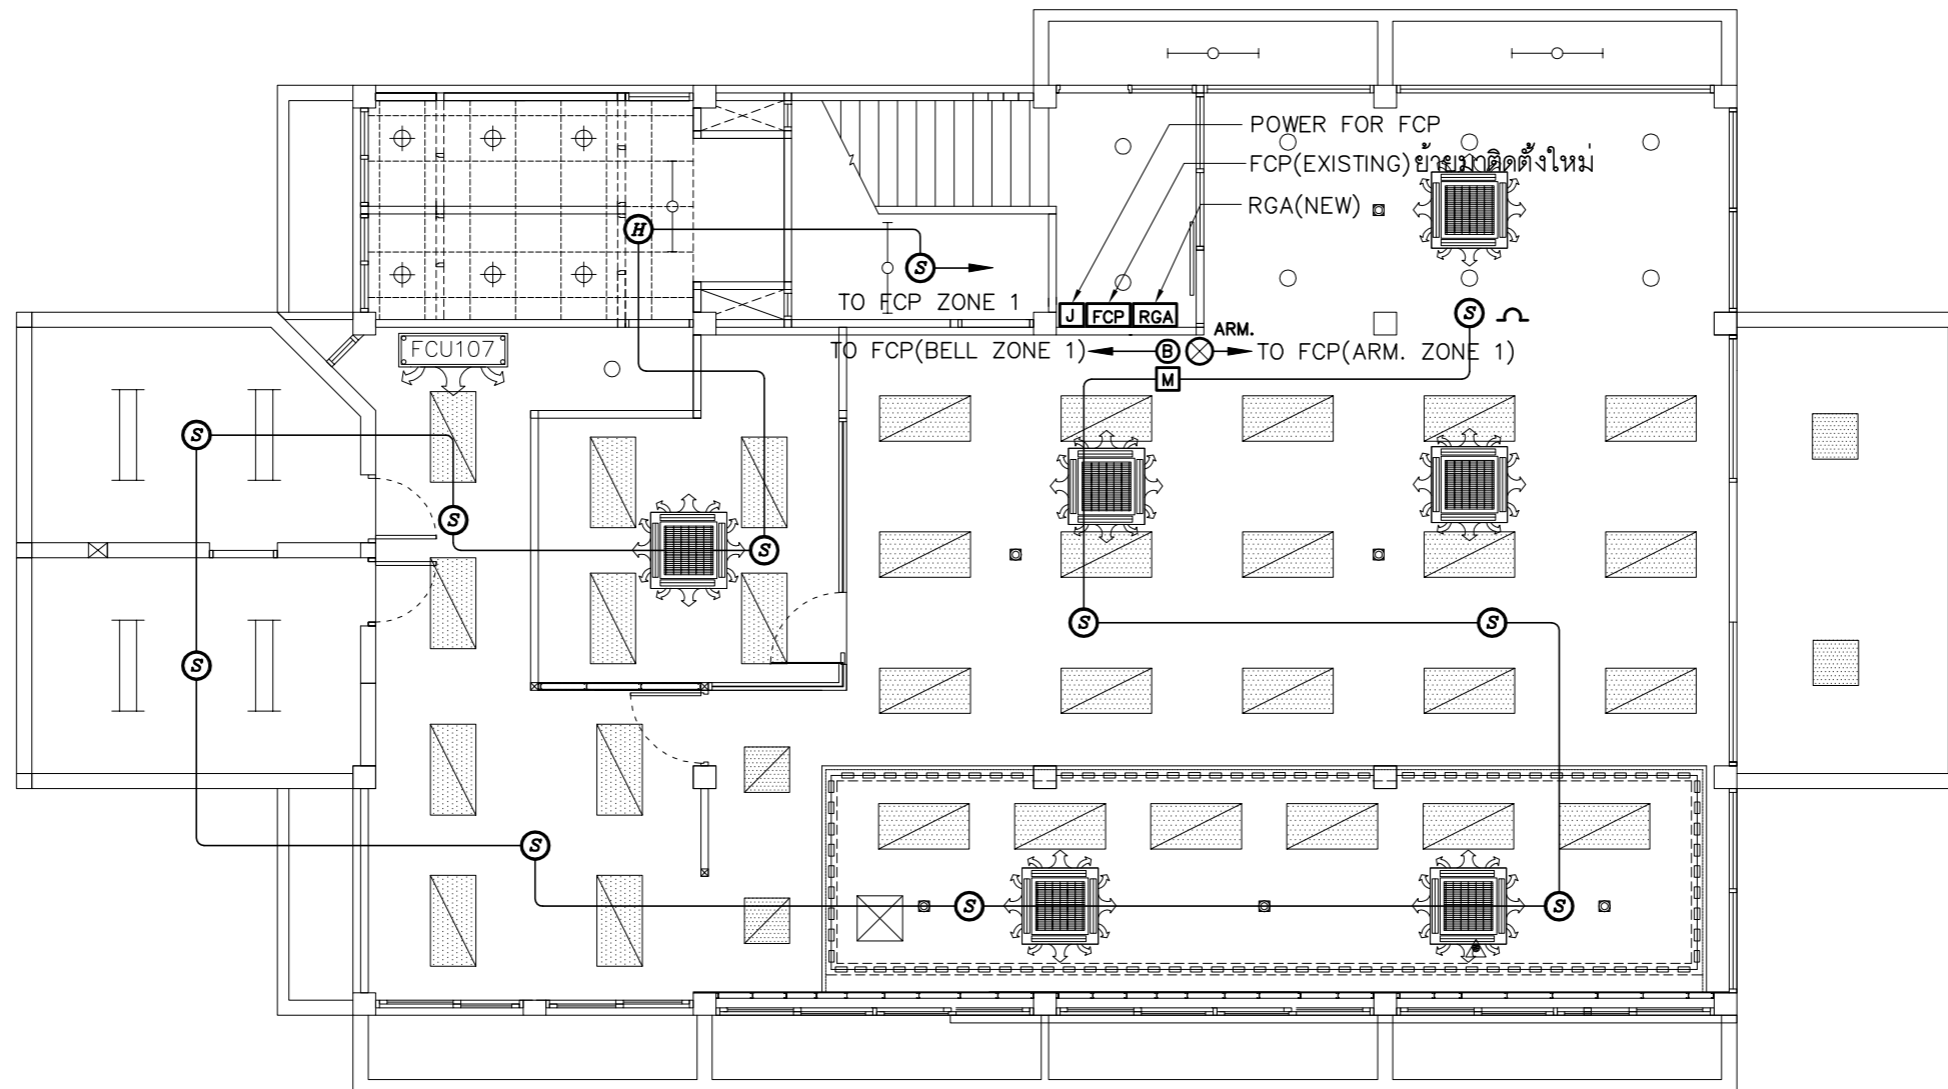 POWER FOR FCP
FCP(EXISTING) ย้ายมาติดตั้งใหม่
RGA(NEW)
H
S
TO FCP ZONE 1
J FCP RGA
S
ARM.
FCU107
TO FCP(BELL ZONE 1)
B
TO FCP(ARM. ZONE 1)
M
S
S
S
S
S
S
S
S
S